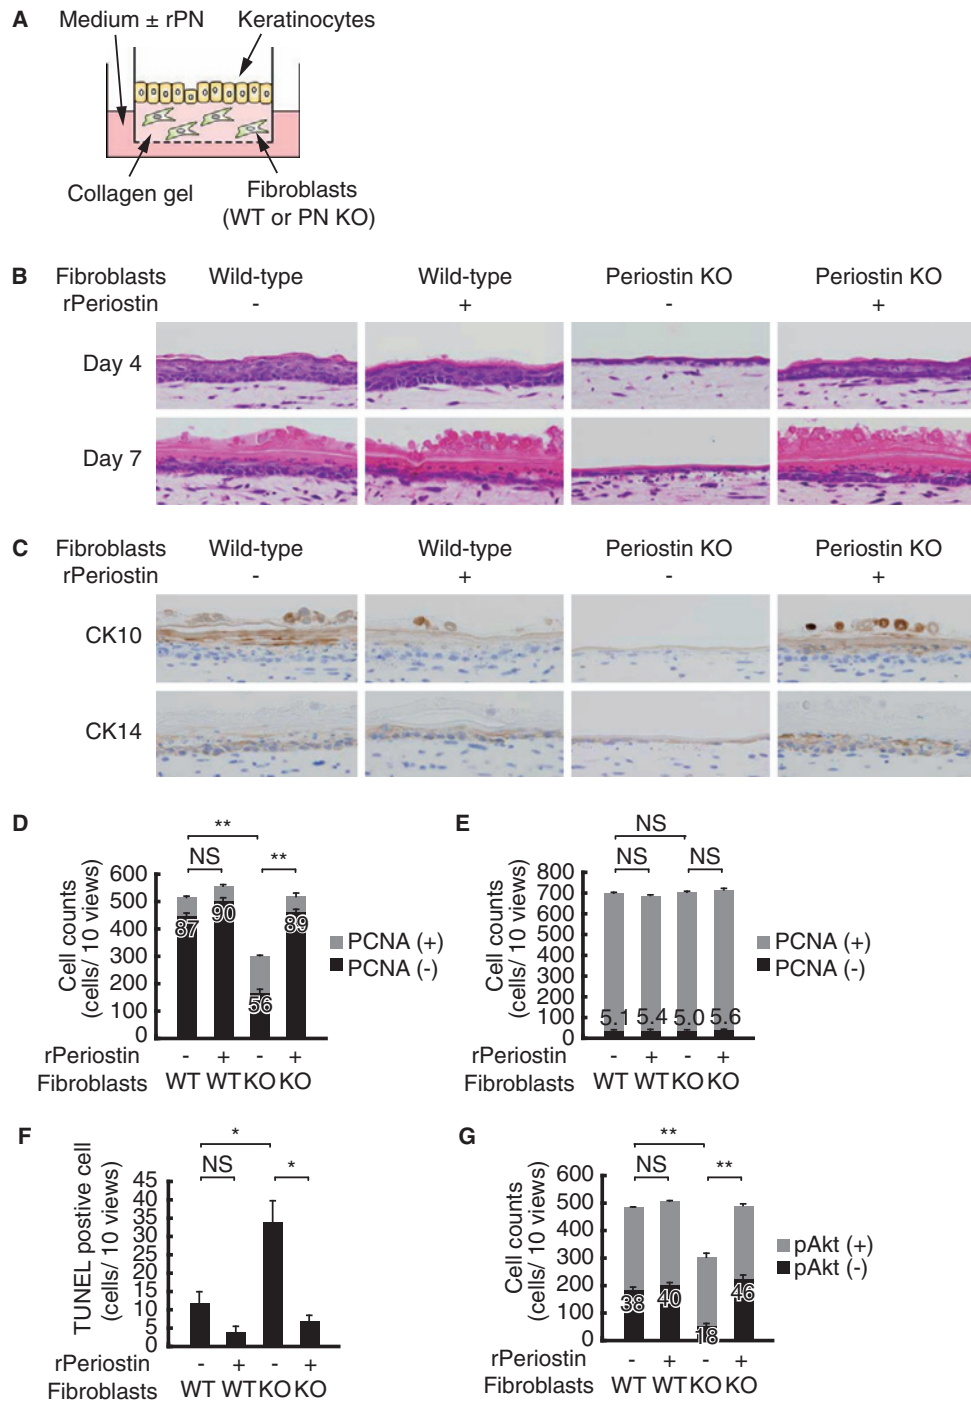 A
Medium ± rPN
Keratinocytes
Collagen gel
Fibroblasts
(WT or PN KO)
B
Fibroblasts Wild-type Wild-type Periostin KO Periostin KO
rPeriostin - + - +
Day 4
Day 7
C
Fibroblasts Wild-type Wild-type Periostin KO Periostin KO
rPeriostin - + - +
CK10
CK14
D
**
NS **
Cell counts
(cells/ 10 views)
600
500
400
300
200
100
0
87 90 56 89
PCNA (+)
PCNA (-)
rPeriostin - + - +
Fibroblasts WT WT KO KO
E
NS
NS NS
Cell counts
(cells/ 10 views)
800
700
600
500
400
300
200
100
0
5.1 5.4 5.0 5.6
PCNA (+)
PCNA (-)
rPeriostin - + - +
Fibroblasts WT WT KO KO
F
*
NS *
TUNEL postive cell
(cells/ 10 views)
45
40
35
30
25
20
15
10
5
0
rPeriostin - + - +
Fibroblasts WT WT KO KO
G
**
NS **
Cell counts
(cells/ 10 views)
600
500
400
300
200
100
0
38 40 18 46
pAkt (+)
pAkt (-)
rPeriostin - + - +
Fibroblasts WT WT KO KO